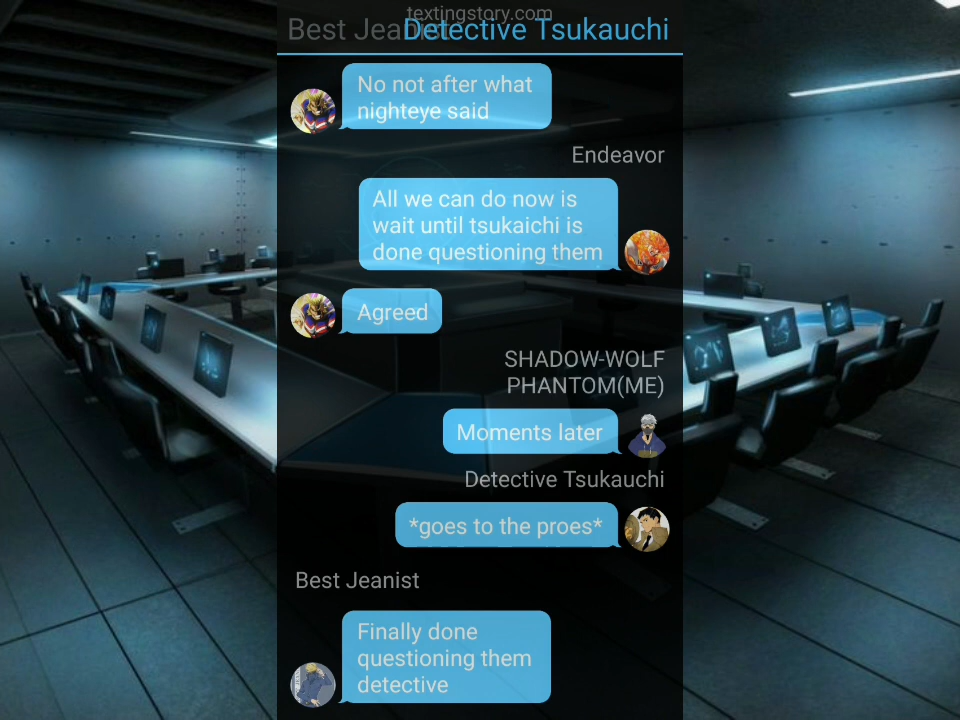 textingstory.com
Best Jeanist
Detective Tsukauchi
No not after what
nighteye said
Endeavor
All we can do now is
wait until tsukaichi is
done questioning them
Agreed
SHADOW-WOLF
PHANTOM(ME)
Moments later
Detective Tsukauchi
*goes to the proes*
Best Jeanist
Finally done
questioning them
detective